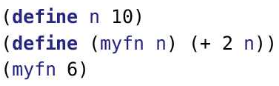 (define n 10)
(define (myfn n) (+ 2 n))
(myfn 6)